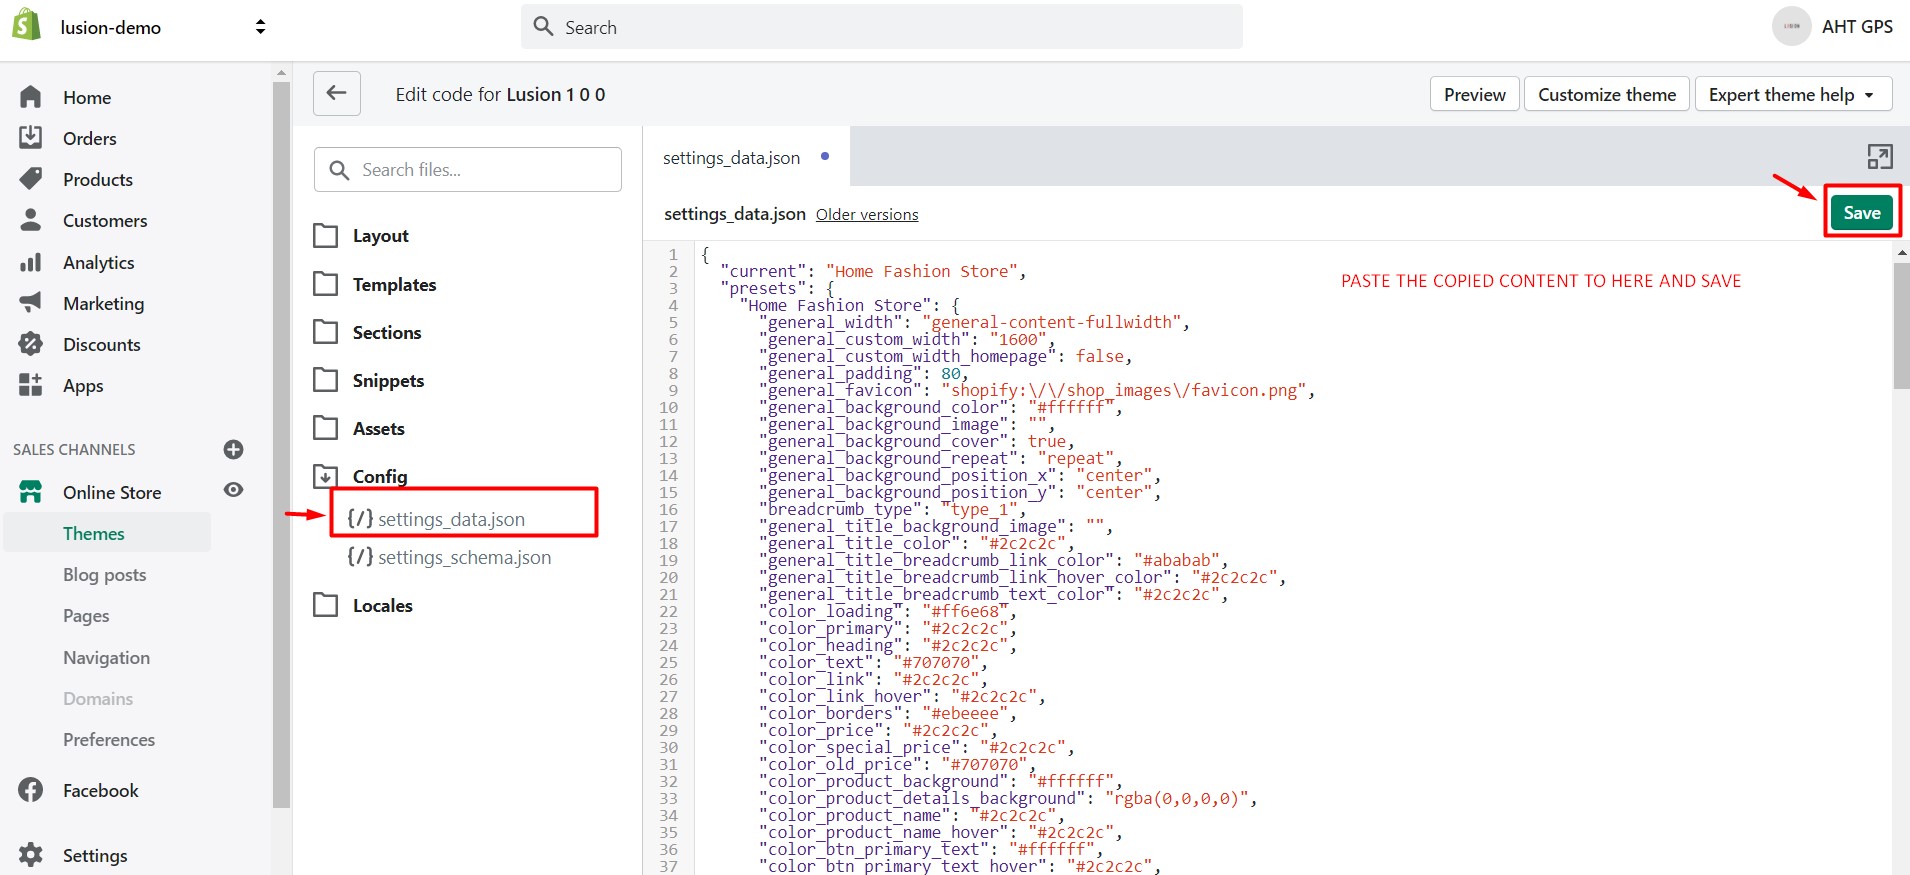 lusion-demo
Search
AHT GPS
Home
Orders
Products
Customers
Analytics
Marketing
Discounts
Apps
SALES CHANNELS
Online Store
Themes
Blog posts
Pages
Navigation
Domains
Preferences
Facebook
Settings
Edit code for Lusion 1 0 0
Preview
Customize theme
Expert theme help
Search files...
Layout
Templates
Sections
Snippets
Assets
Config
{/} settings_data.json
{/} settings_schema.json
Locales
settings_data.json
settings_data.json Older versions
Save
PASTE THE COPIED CONTENT TO HERE AND SAVE
1 {
2 "current": "Home Fashion Store",
3 "presets": {
4 "Home Fashion Store": {
5 "general_width": "general-content-fullwidth",
6 "general_custom_width": "1600",
7 "general_custom_width_homepage": false,
8 "general_padding": 80,
9 "general_favicon": "shopify:\/\/shop_images\/favicon.png",
10 "general_background_color": "#ffffff",
11 "general_background_image": "",
12 "general_background_cover": true,
13 "general_background_repeat": "repeat",
14 "general_background_position_x": "center",
15 "general_background_position_y": "center",
16 "breadcrumb_type": "type_1",
17 "general_title_background_image": "",
18 "general_title_color": "#2c2c2c",
19 "general_title_breadcrumb_link_color": "#ababab",
20 "general_title_breadcrumb_link_hover_color": "#2c2c2c",
21 "general_title_breadcrumb_text_color": "#2c2c2c",
22 "color_loading": "#ff6e68",
23 "color_primary": "#2c2c2c",
24 "color_heading": "#2c2c2c",
25 "color_text": "#707070",
26 "color_link": "#2c2c2c",
27 "color_link_hover": "#2c2c2c",
28 "color_borders": "#ebeeee",
29 "color_price": "#2c2c2c",
30 "color_special_price": "#2c2c2c",
31 "color_old_price": "#707070",
32 "color_product_background": "#ffffff",
33 "color_product_details_background": "rgba(0,0,0,0)",
34 "color_product_name": "#2c2c2c",
35 "color_product_name_hover": "#2c2c2c",
36 "color_btn_primary_text": "#ffffff",
37 "color_btn_primary_text_hover": "#2c2c2c",